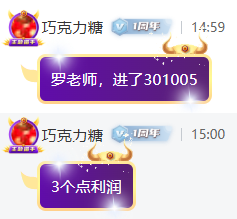 巧克力糖 1周年 14:59
罗老师，进了301005
巧克力糖 1周年 15:00
3个点利润